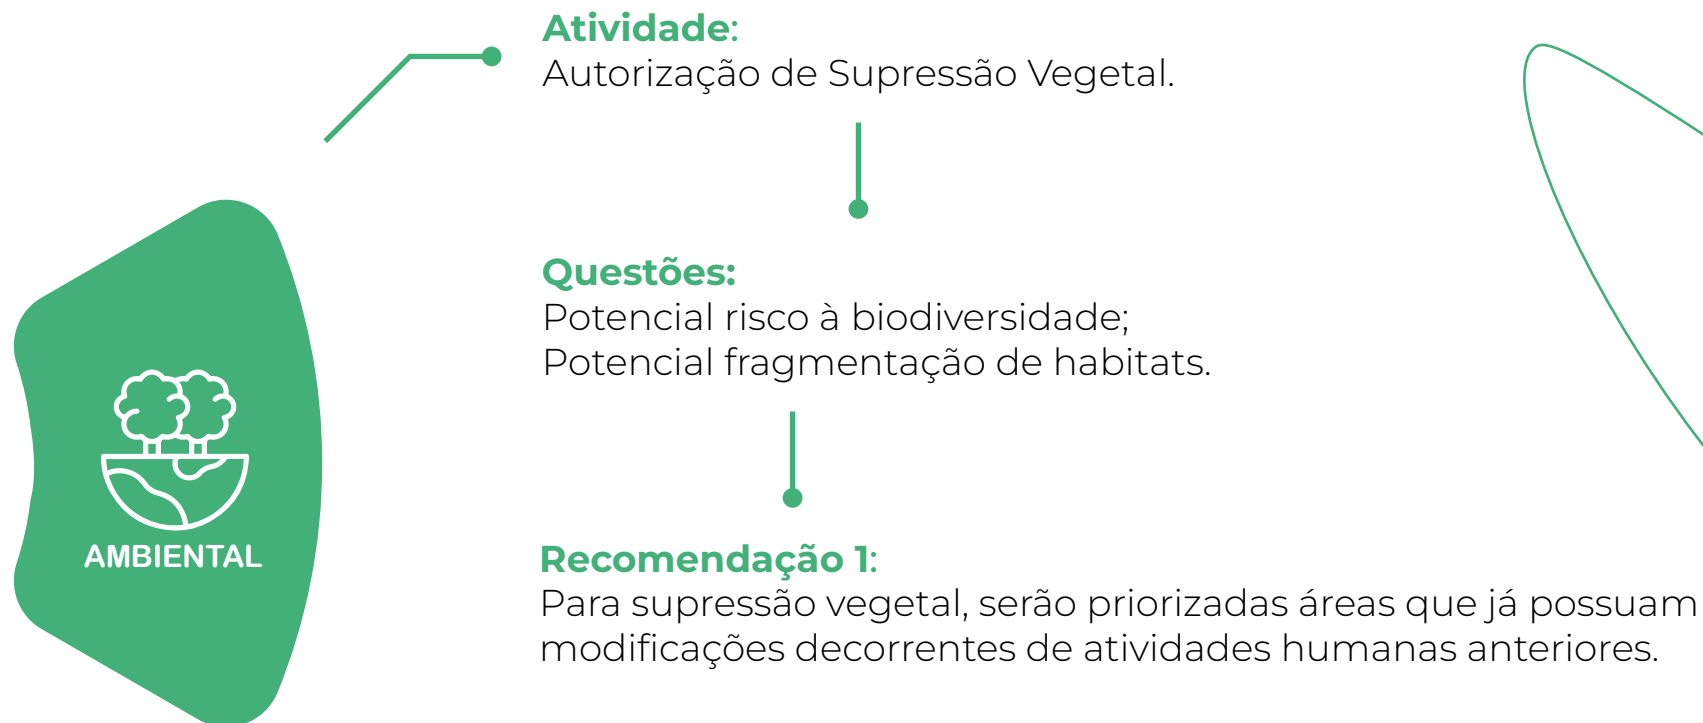 Atividade:
Autorização de Supressão Vegetal.
Questões:
Potencial risco à biodiversidade;
Potencial fragmentação de habitats.
AMBIENTAL
Recomendação 1:
Para supressão vegetal, serão priorizadas áreas que já possuam
modificações decorrentes de atividades humanas anteriores.